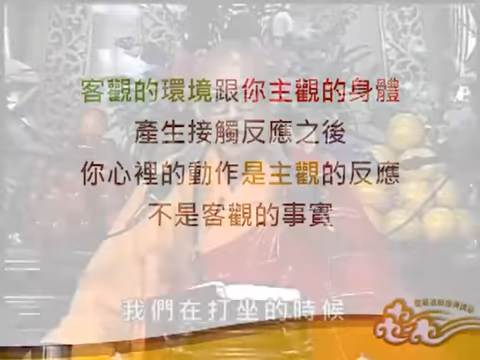 客觀的環境跟你主觀的身體
產生接觸反應之後
你心裡的動作是主觀的反應
不是客觀的事實
我們在打坐的時候